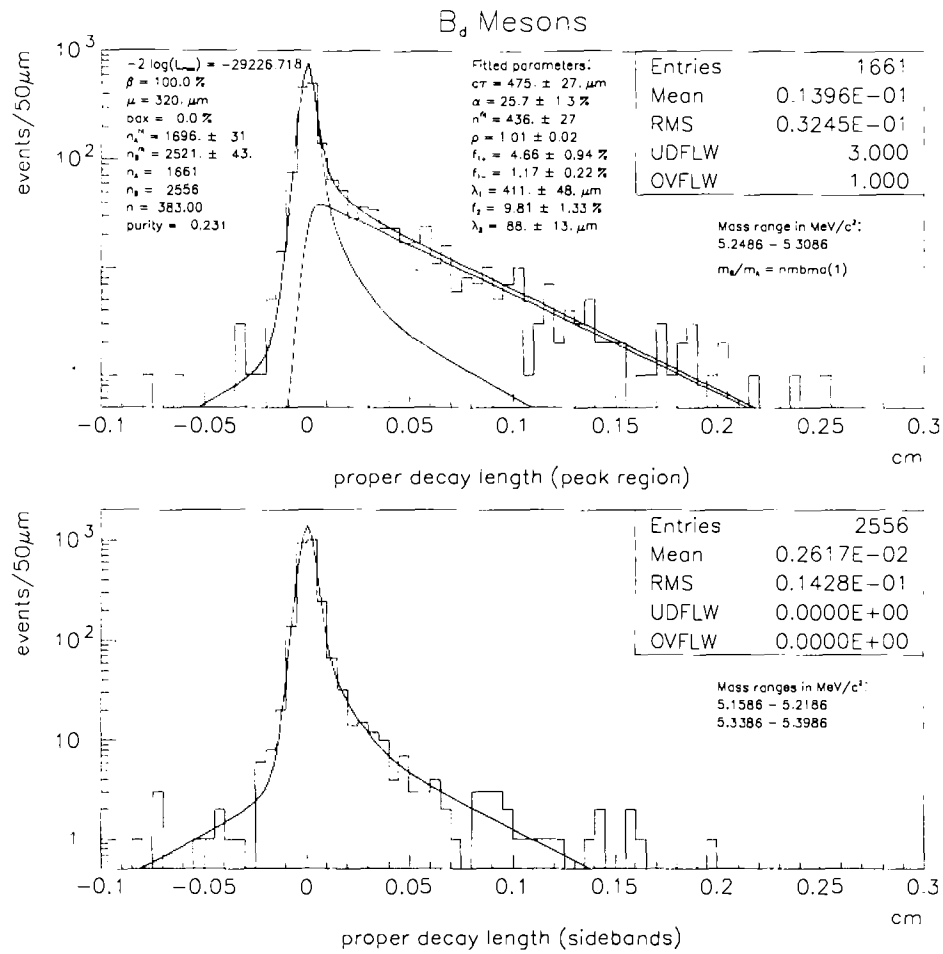 B_d Mesons
events/50μm
10^3
10^2
-2 log(L_max) = -29226.718
β = 100.0 %
μ = 320. μm
bax = 0.0 %
n_A^fit = 1696. ± 31
n_B^fit = 2521. ± 43.
n_A = 1661
n_B = 2556
n = 383.00
purity = 0.231
Fitted parameters:
cτ = 475. ± 27. μm
α = 25.7 ± 1.3 %
n^fit = 436. ± 27
ρ = 1.01 ± 0.02
f_1+ = 4.66 ± 0.94 %
f_1- = 1.17 ± 0.22 %
λ_1 = 411. ± 48. μm
f_2 = 9.81 ± 1.33 %
λ_2 = 88. ± 13. μm
Entries 1661
Mean 0.1396E-01
RMS 0.3245E-01
UDFLW 3.000
OVFLW 1.000
Mass range in MeV/c²:
5.2486 - 5.3086
m_B/m_A = nmbma(1)
-0.1 -0.05 0 0.05 0.1 0.15 0.2 0.25 0.3
cm
proper decay length (peak region)
events/50μm
10^3
10^2
10
1
Entries 2556
Mean 0.2617E-02
RMS 0.1428E-01
UDFLW 0.0000E+00
OVFLW 0.0000E+00
Mass ranges in MeV/c²:
5.1586 - 5.2186
5.3386 - 5.3986
-0.1 -0.05 0 0.05 0.1 0.15 0.2 0.25 0.3
cm
proper decay length (sidebands)